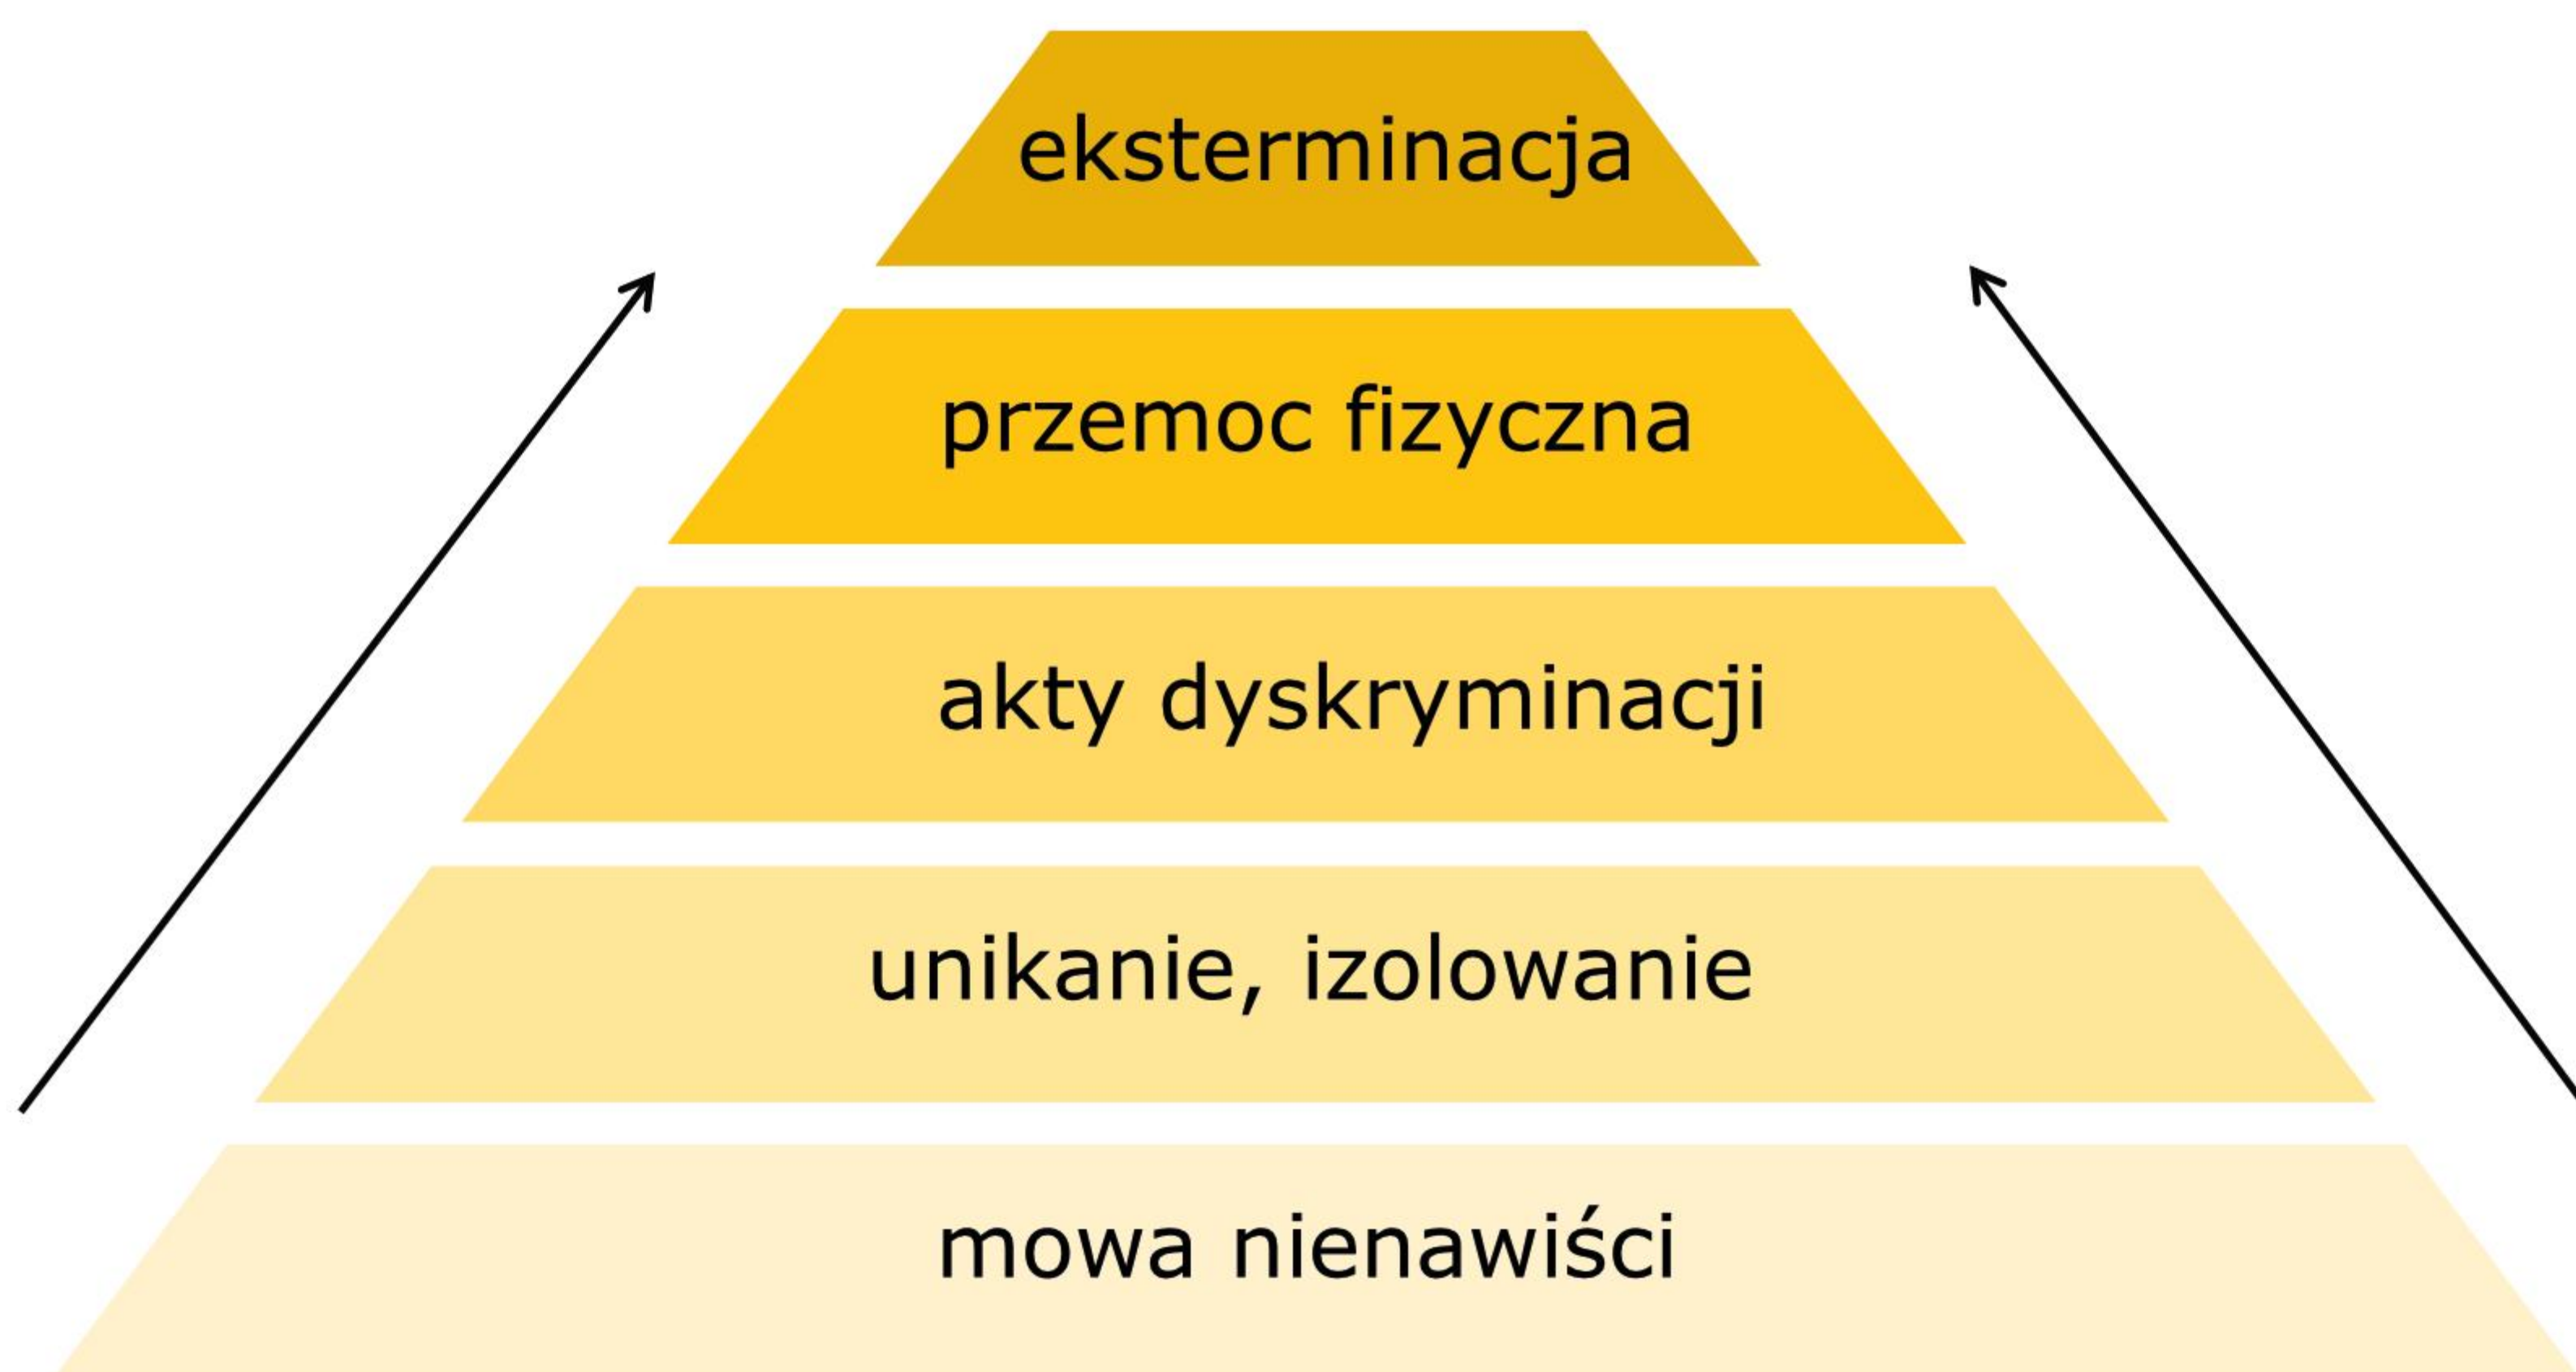 eksterminacja
przemoc fizyczna
akty dyskryminacji
unikanie, izolowanie
mowa nienawiści